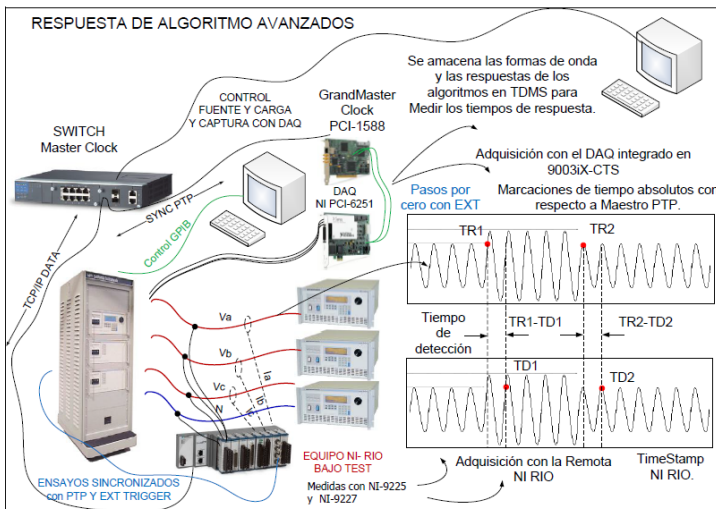 RESPUESTA DE ALGORITMO AVANZADOS
Se amacena las formas de onda
y las respuestas de los
algoritmos en TDMS para
Medir los tiempos de respuesta.
CONTROL
FUENTE Y CARGA
Y CAPTURA CON DAQ
GrandMaster
Clock
PCI-1588
SWITCH
Master Clock
Adquisición con el DAQ integrado en
9003iX-CTS
SYNC PTP
DAQ
NI PCI-6251
Pasos por
cero con EXT
Marcaciones de tiempo absolutos con
respecto a Maestro PTP.
Control GPIB
TCP/IP DATA
TR1
TR2
Va
Vb
Vc
N
Ia
Ib
Tiempo
de
detección
TR1-TD1
TR2-TD2
TD1
TD2
EQUIPO NI- RIO
BAJO TEST
Medidas con NI-9225
y NI-9227
ENSAYOS SINCRONIZADOS
con PTP Y EXT TRIGGER
Adquisición con la Remota
NI RIO
TimeStamp
NI RIO.